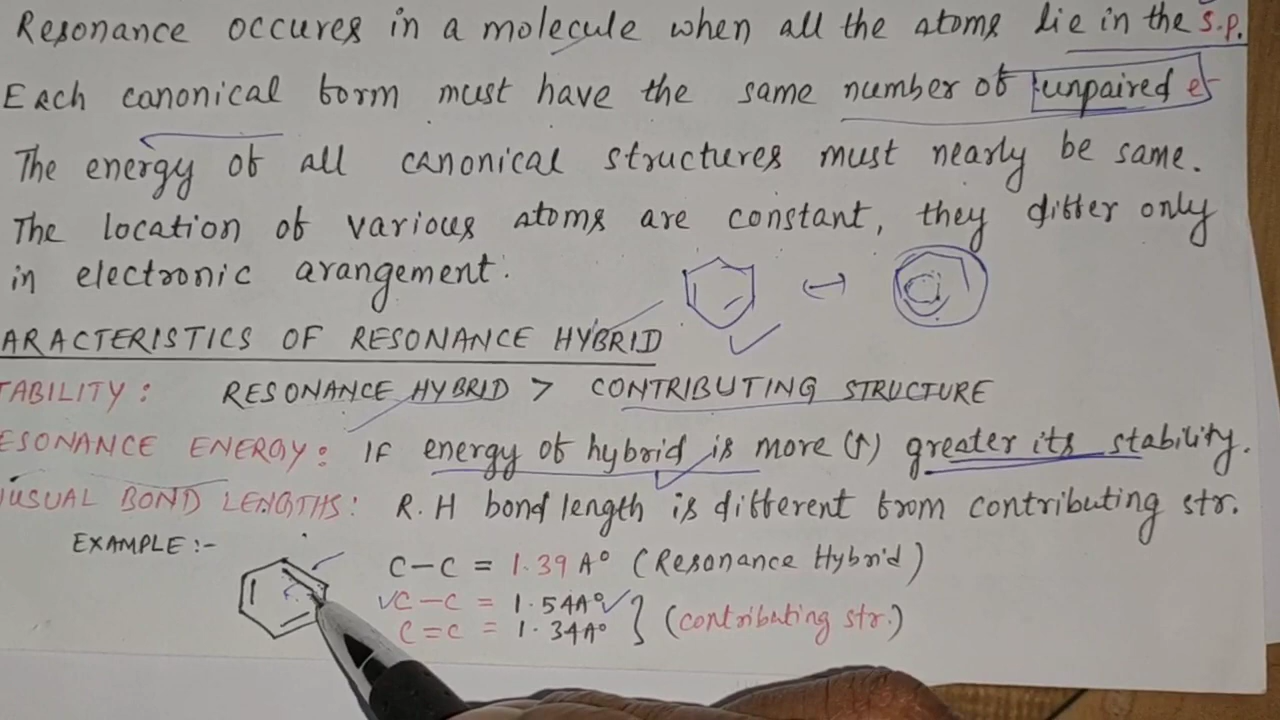 Resonance occures in a molecule when all the atoms lie in the S.P.
Each canonical form must have the same number of unpaired e-
The energy of all canonical structures must nearly be same.
The location of various atoms are constant, they differ only
in electronic arangement.
ARACTERISTICS OF RESONANCE HYBRID
TABILITY: RESONANCE HYBRID > CONTRIBUTING STRUCTURE
ESONANCE ENERGY: IF energy of hybrid is more (↑) greater its stability.
USUAL BOND LENGTHS: R.H bond length is different from contributing str.
EXAMPLE:- C-C = 1.39 A° (Resonance Hybrid)
C-C = 1.54A°
C=C = 1.34A° } (contributing str.)